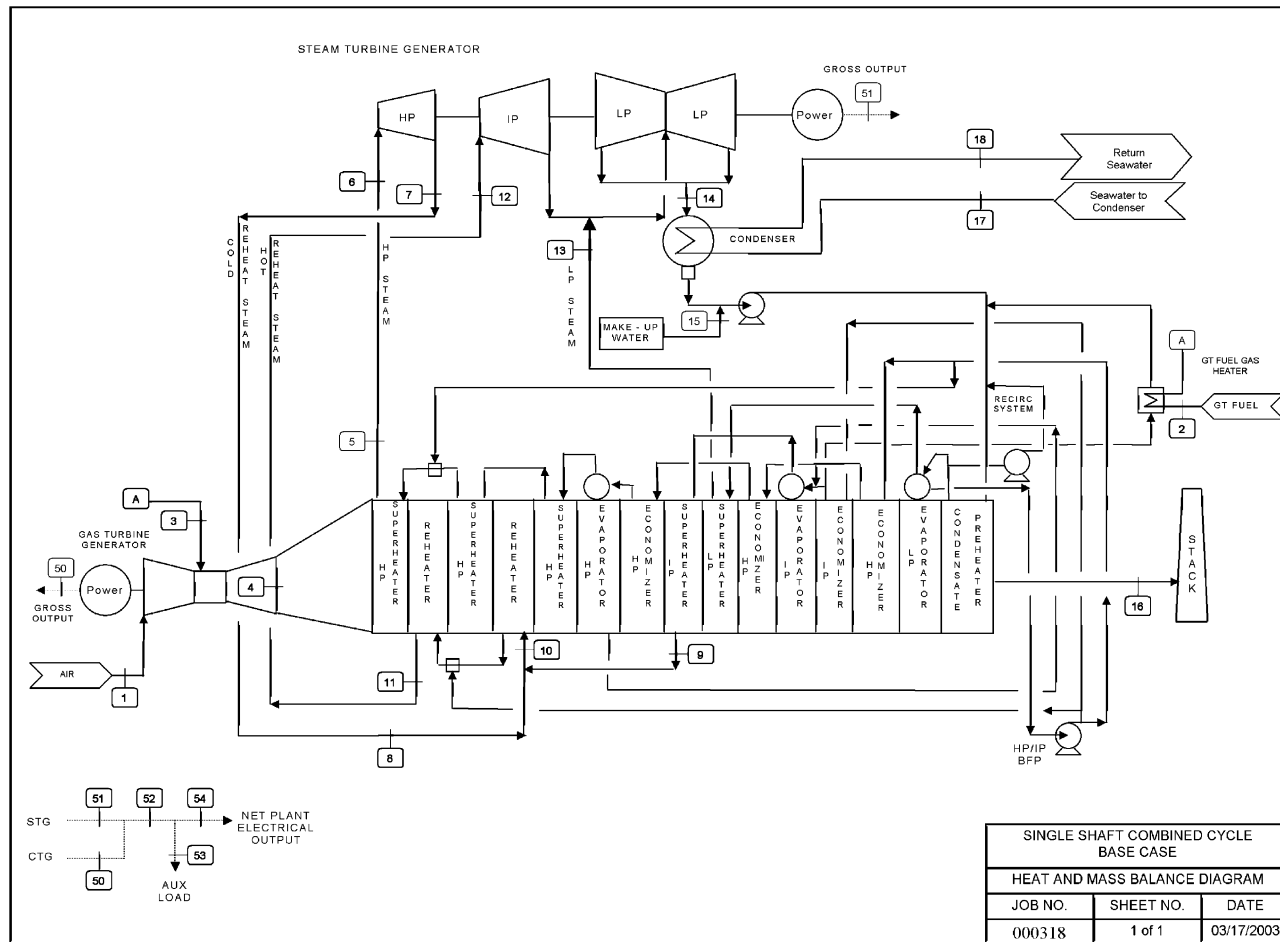 STEAM TURBINE GENERATOR
GROSS OUTPUT
51
HP
IP
LP
LP
Power
18
Return
Seawater
6
7
12
14
Seawater to
Condenser
17
CONDENSER
13
COLD
REHEAT STEAM
HOT
REHEAT STEAM
HP STEAM
LP STEAM
15
MAKE - UP
WATER
A
GT FUEL GAS
HEATER
GT FUEL
2
RECIRC
SYSTEM
5
A
3
GAS TURBINE
GENERATOR
50
Power
GROSS
OUTPUT
4
HP SUPERHEATER
REHEATER
HP SUPERHEATER
REHEATER
HP SUPERHEATER
HP EVAPORATOR
HP ECONOMIZER
IP SUPERHEATER
LP SUPERHEATER
HP ECONOMIZER
IP EVAPORATOR
IP ECONOMIZER
HP ECONOMIZER
LP EVAPORATOR
CONDENSATE PREHEATER
STACK
16
AIR
1
11
10
9
8
HP/IP
BFP
51
52
54
STG
NET PLANT
ELECTRICAL
OUTPUT
CTG
50
53
AUX
LOAD
SINGLE SHAFT COMBINED CYCLE
BASE CASE
HEAT AND MASS BALANCE DIAGRAM
JOB NO. SHEET NO. DATE
000318 1 of 1 03/17/2003